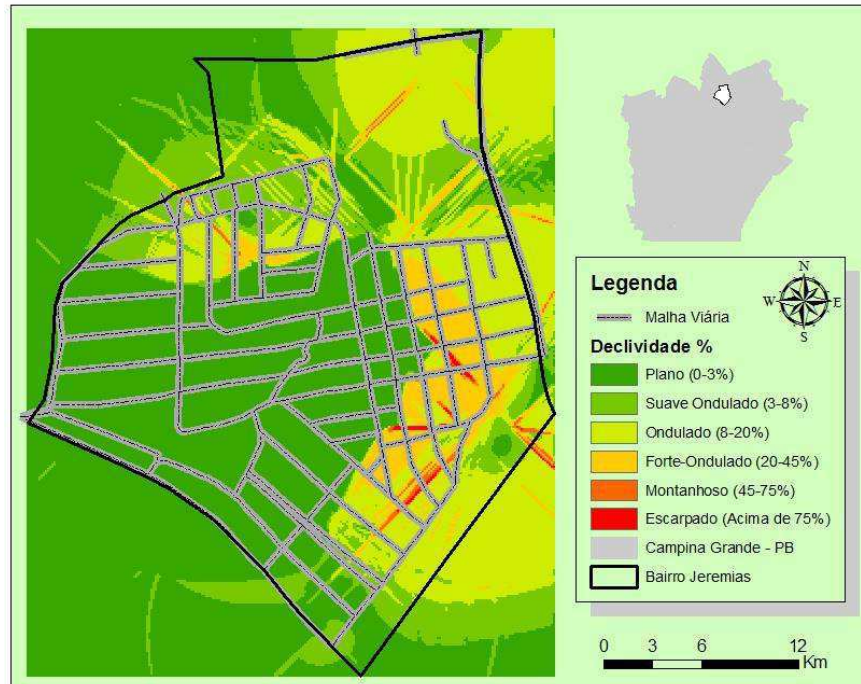 N
W E
S
Legenda
Malha Viária
Declividade %
Plano (0-3%)
Suave Ondulado (3-8%)
Ondulado (8-20%)
Forte-Ondulado (20-45%)
Montanhoso (45-75%)
Escarpado (Acima de 75%)
Campina Grande - PB
Bairro Jeremias
0 3 6 12
Km